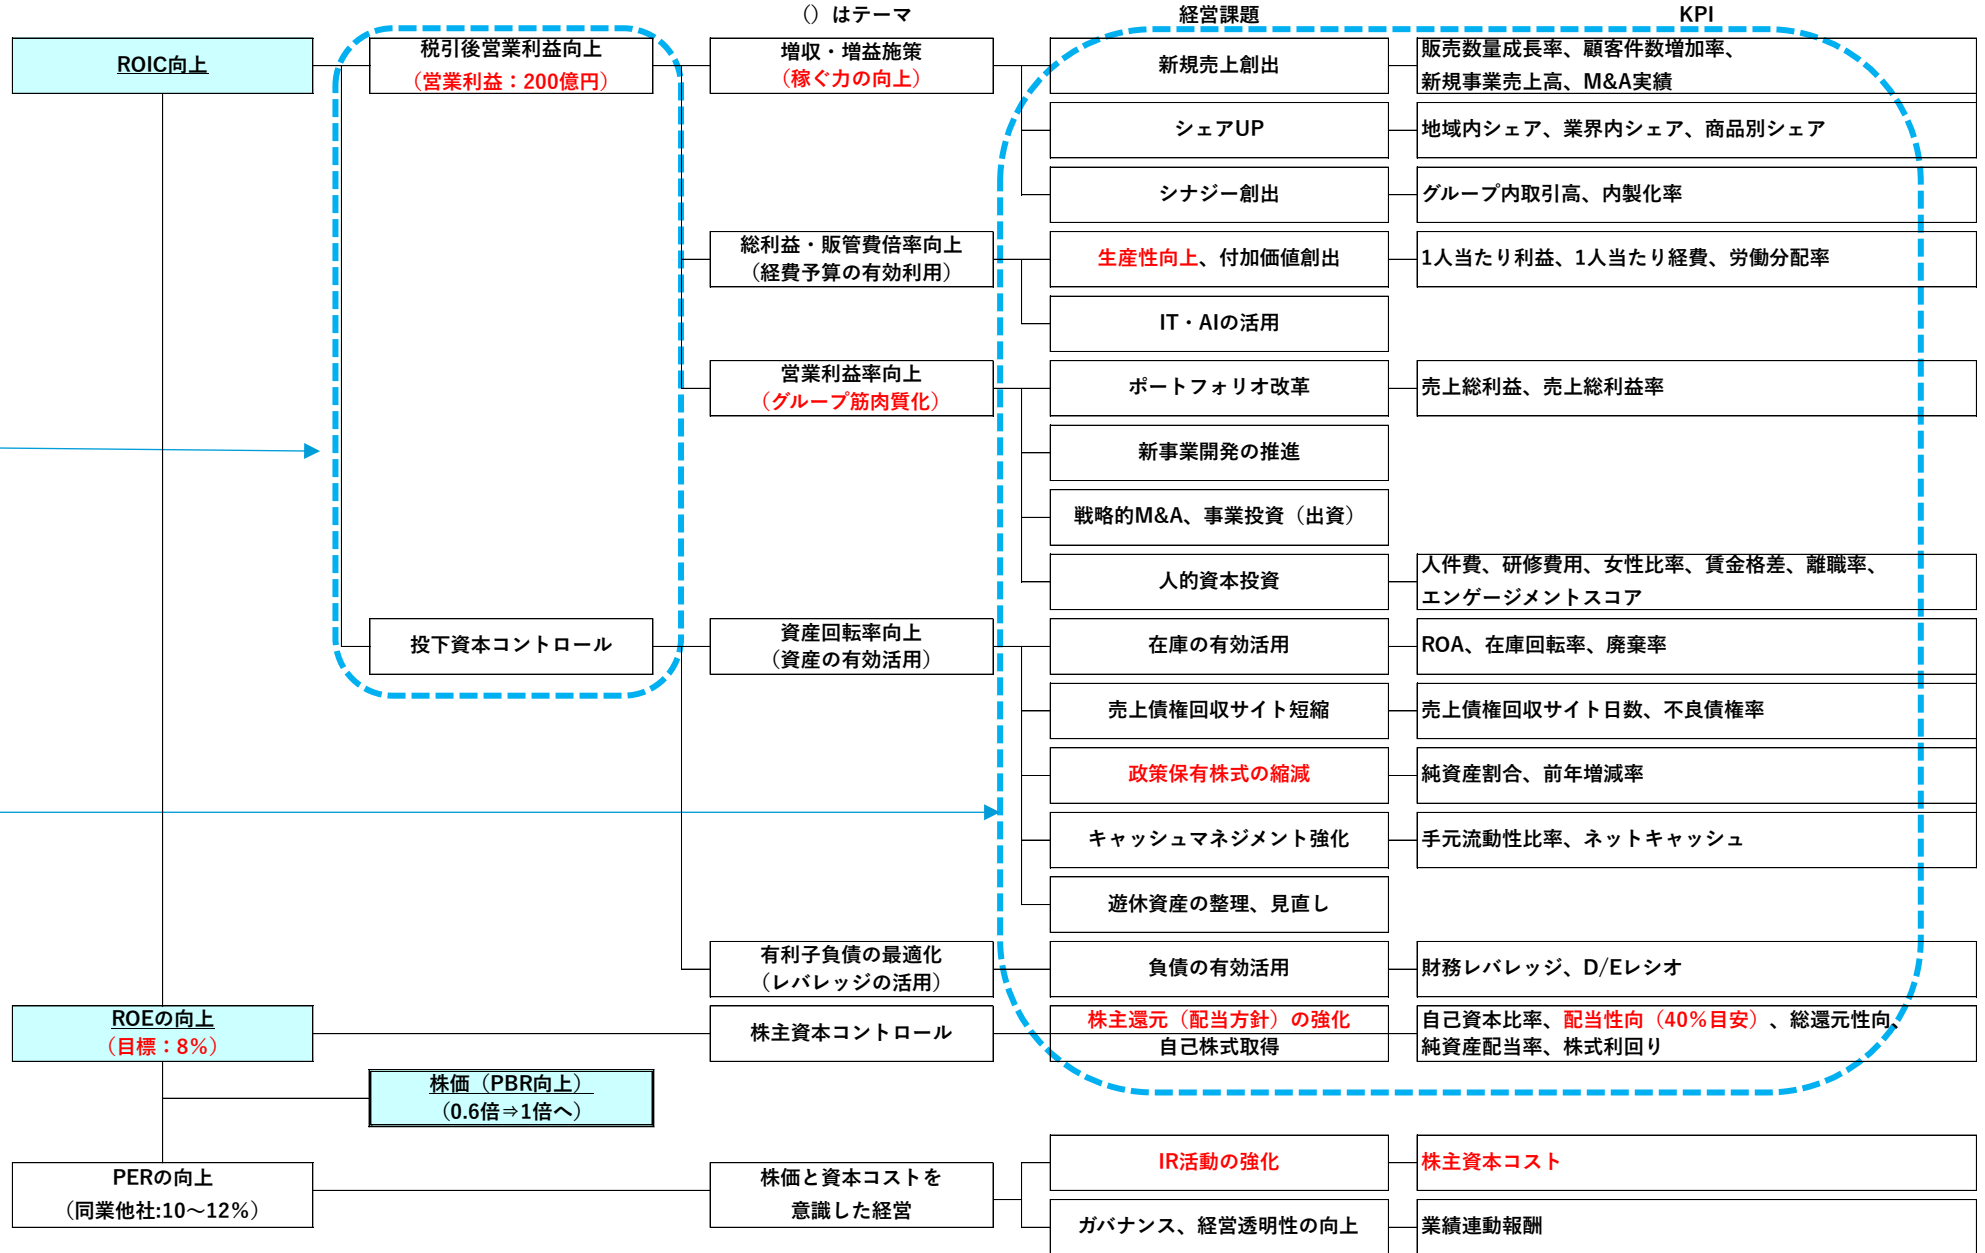 （）はテーマ
経営課題
KPI
ROIC向上
税引後営業利益向上
（営業利益：200億円）
増収・増益施策
（稼ぐ力の向上）
新規売上創出
販売数量成長率、顧客件数増加率、
新規事業売上高、M&A実績
シェアUP
地域内シェア、業界内シェア、商品別シェア
シナジー創出
グループ内取引高、内製化率
総利益・販管費倍率向上
（経費予算の有効利用）
生産性向上、付加価値創出
1人当たり利益、1人当たり経費、労働分配率
IT・AIの活用
営業利益率向上
（グループ筋肉質化）
ポートフォリオ改革
売上総利益、売上総利益率
新事業開発の推進
戦略的M&A、事業投資（出資）
人的資本投資
人件費、研修費用、女性比率、賃金格差、離職率、
エンゲージメントスコア
投下資本コントロール
資産回転率向上
（資産の有効活用）
在庫の有効活用
ROA、在庫回転率、廃棄率
売上債権回収サイト短縮
売上債権回収サイト日数、不良債権率
政策保有株式の縮減
純資産割合、前年増減率
キャッシュマネジメント強化
手元流動性比率、ネットキャッシュ
遊休資産の整理、見直し
有利子負債の最適化
（レバレッジの活用）
負債の有効活用
財務レバレッジ、D/Eレシオ
ROEの向上
（目標：8%）
株主資本コントロール
株主還元（配当方針）の強化
自己株式取得
自己資本比率、配当性向（40%目安）、総還元性向、
純資産配当率、株式利回り
株価（PBR向上）
（0.6倍⇒1倍へ）
PERの向上
（同業他社:10～12%）
株価と資本コストを
意識した経営
IR活動の強化
株主資本コスト
ガバナンス、経営透明性の向上
業績連動報酬